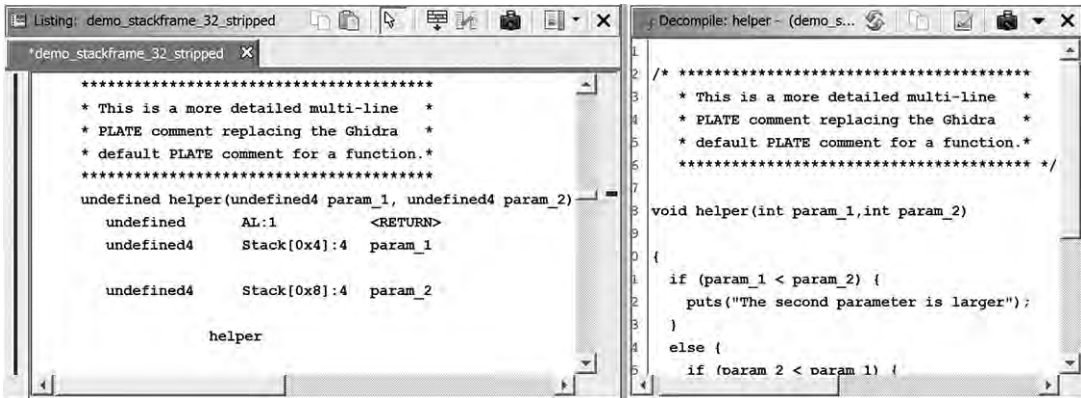 Listing: demo_stackframe_32_stripped
*demo_stackframe_32_stripped
******************************************
* This is a more detailed multi-line *
* PLATE comment replacing the Ghidra *
* default PLATE comment for a function.*
******************************************
undefined helper(undefined4 param_1, undefined4 param_2)
undefined AL:1 <RETURN>
undefined4 Stack[0x4]:4 param_1
undefined4 Stack[0x8]:4 param_2
helper
Decompile: helper - (demo_s...
1
2 /* ******************************************
3 * This is a more detailed multi-line *
4 * PLATE comment replacing the Ghidra *
5 * default PLATE comment for a function.*
6 ****************************************** */
7
8 void helper(int param_1,int param_2)
9
0 {
1 if (param_1 < param_2) {
2 puts("The second parameter is larger");
3 }
4 else {
5 if (param_2 < param_1) {